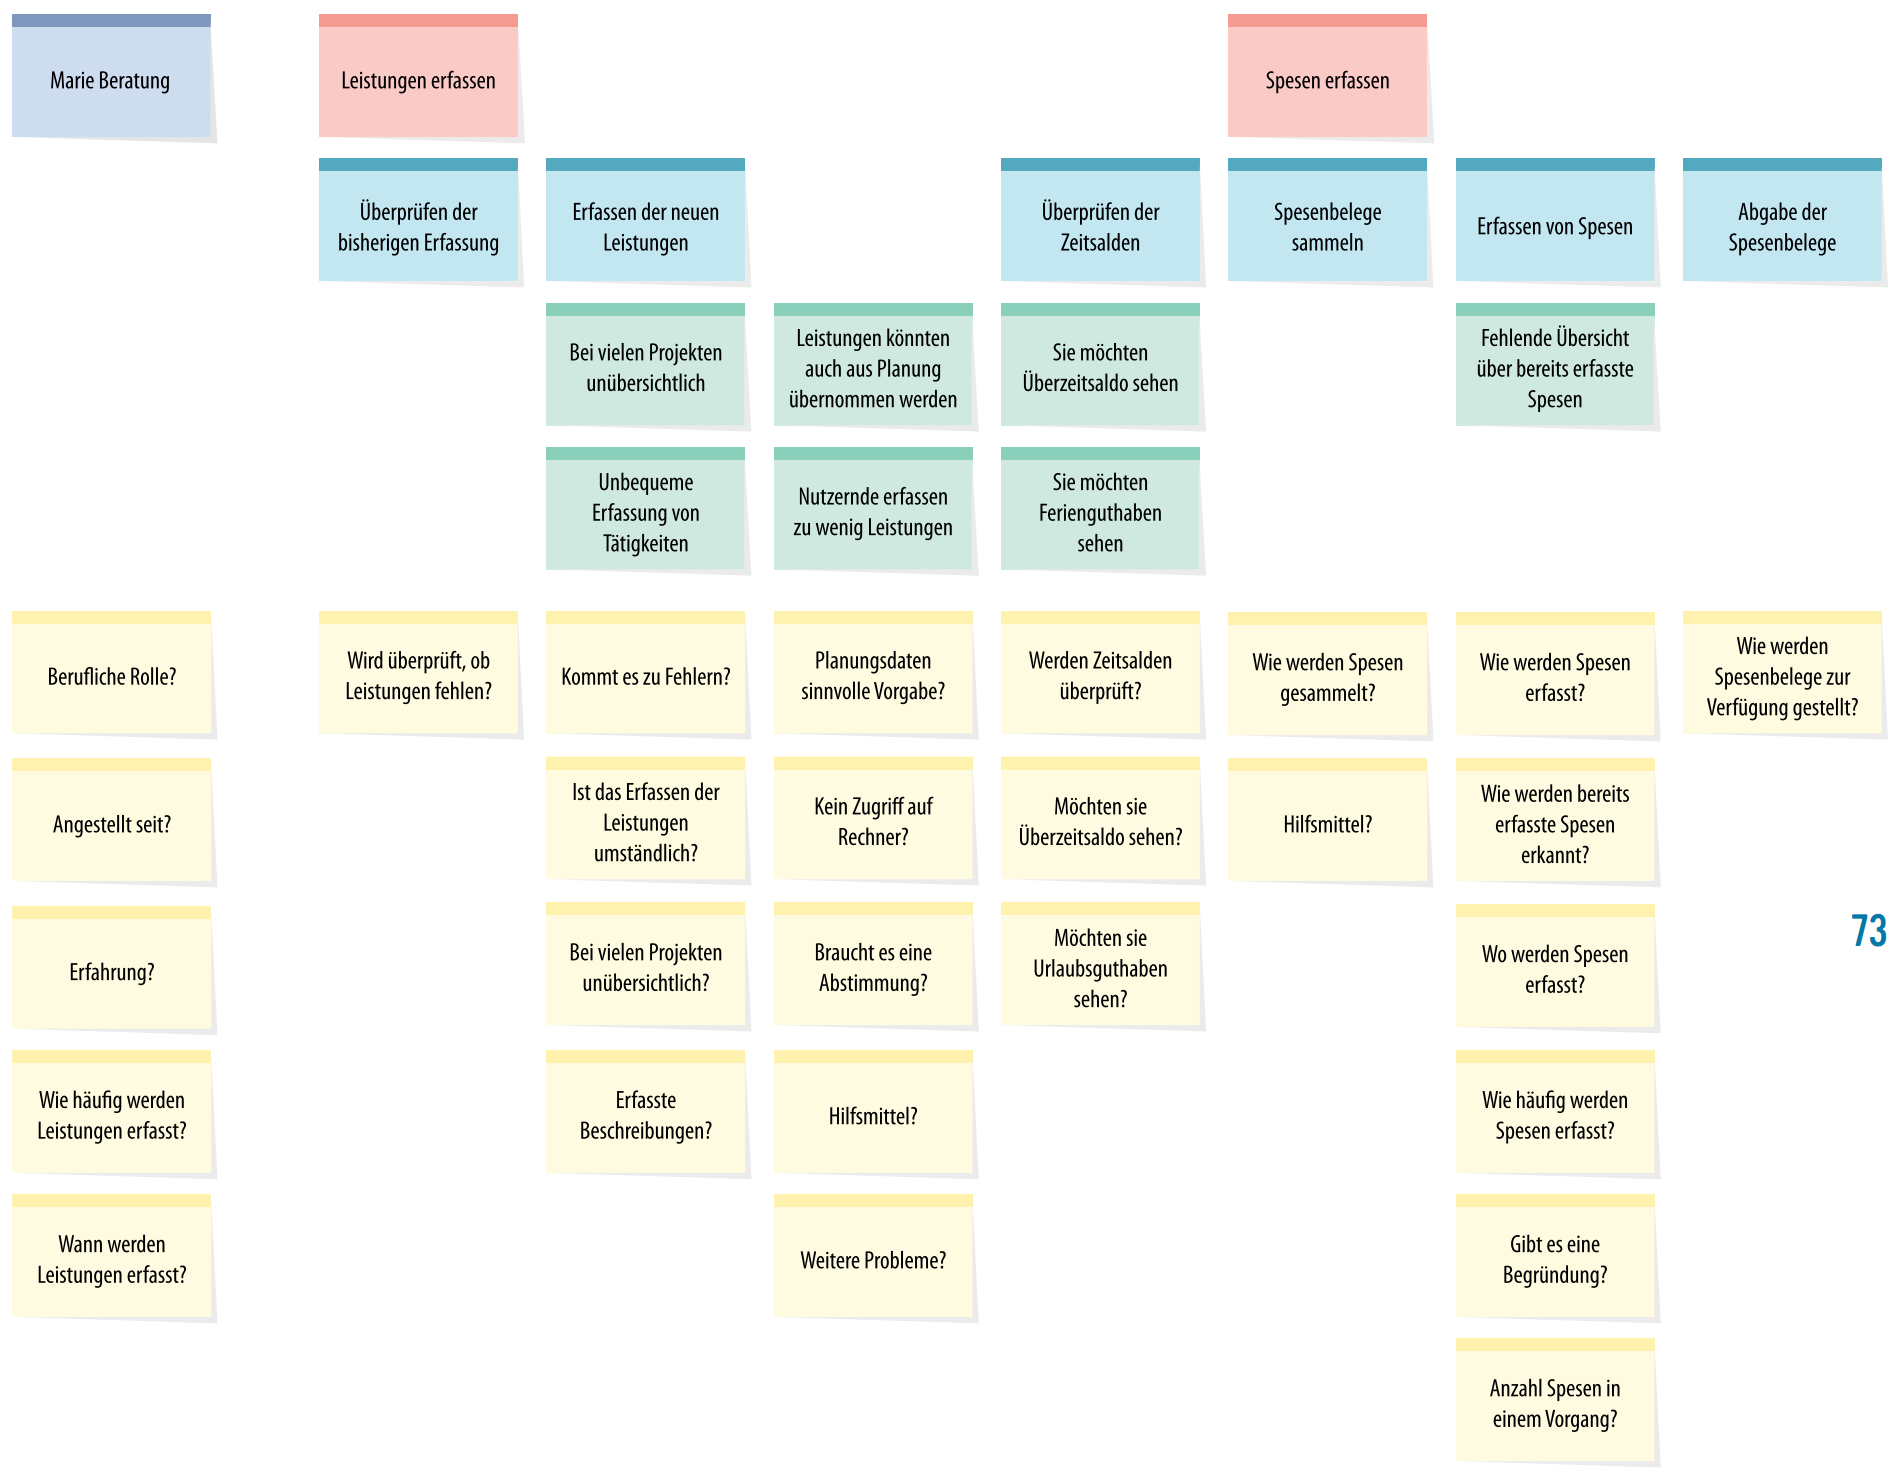 Marie Beratung
Leistungen erfassen
Spesen erfassen
Überprüfen der
bisherigen Erfassung
Erfassen der neuen
Leistungen
Überprüfen der
Zeitsalden
Spesenbelege
sammeln
Erfassen von Spesen
Abgabe der
Spesenbelege
Bei vielen Projekten
unübersichtlich
Leistungen könnten
auch aus Planung
übernommen werden
Sie möchten
Überzeitsaldo sehen
Fehlende Übersicht
über bereits erfasste
Spesen
Unbequeme
Erfassung von
Tätigkeiten
Nutzernde erfassen
zu wenig Leistungen
Sie möchten
Ferienguthaben
sehen
Berufliche Rolle?
Wird überprüft, ob
Leistungen fehlen?
Kommt es zu Fehlern?
Planungsdaten
sinnvolle Vorgabe?
Werden Zeitsalden
überprüft?
Wie werden Spesen
gesammelt?
Wie werden Spesen
erfasst?
Wie werden
Spesenbelege zur
Verfügung gestellt?
Angestellt seit?
Ist das Erfassen der
Leistungen
umständlich?
Kein Zugriff auf
Rechner?
Möchten sie
Überzeitsaldo sehen?
Hilfsmittel?
Wie werden bereits
erfasste Spesen
erkannt?
Erfahrung?
Bei vielen Projekten
unübersichtlich?
Braucht es eine
Abstimmung?
Möchten sie
Urlaubsguthaben
sehen?
Wo werden Spesen
erfasst?
73
Wie häufig werden
Leistungen erfasst?
Erfasste
Beschreibungen?
Hilfsmittel?
Wie häufig werden
Spesen erfasst?
Wann werden
Leistungen erfasst?
Weitere Probleme?
Gibt es eine
Begründung?
Anzahl Spesen in
einem Vorgang?